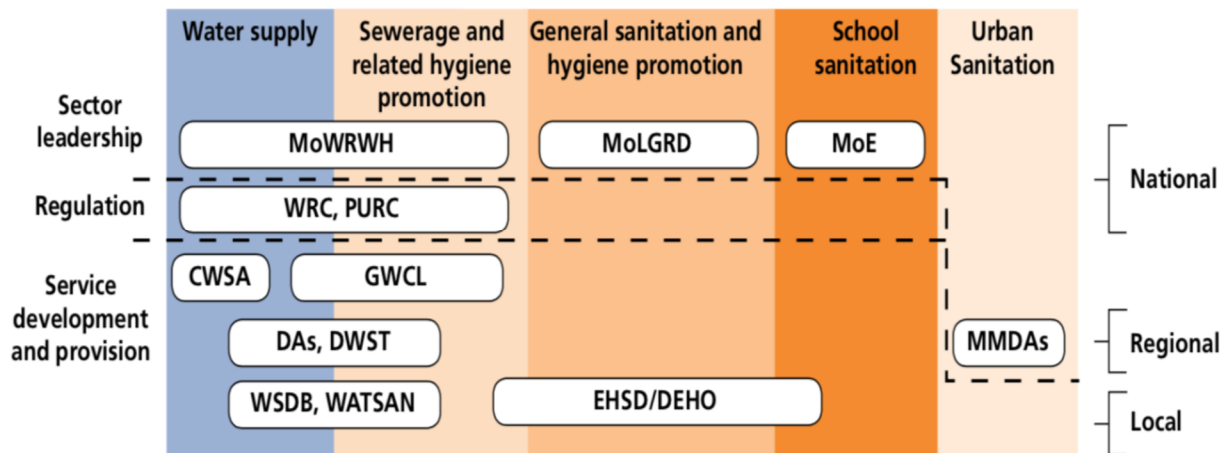 Water supply
Sewerage and
related hygiene
promotion
General sanitation and
hygiene promotion
School
sanitation
Urban
Sanitation
Sector
leadership
MoWRWH
MoLGRD
MoE
National
Regulation
WRC, PURC
Service
development
and provision
CWSA
GWCL
DAs, DWST
MMDAs
Regional
WSDB, WATSAN
EHSD/DEHO
Local